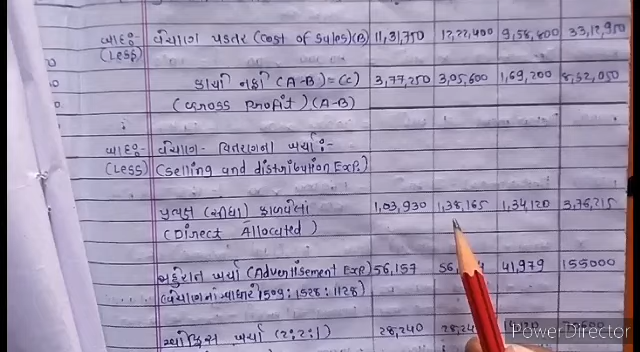 બાદઃ વેચાણ પડતર (Cost of Sales)(B) 11,31,750 12,22,400 9,58,800 33,12,950
(Less)
કાચો નફો (A-B)=(C) 3,77,250 3,05,600 1,69,200 8,52,050
(Gross Profit) (A-B)
બાદઃ- વેચાણ-વિતરણના ખર્ચાઃ-
(Less) (Selling and distribution Exp.)
પ્રત્યક્ષ (સીધા) ફાળવેલાં 1,03,930 1,38,165 1,34,120 3,76,215
(Direct Allocated)
જાહેરાત ખર્ચા (Advertisement Exp) 56,157 41,979 155000
(વેચાણના આધારે 1509:1528:1128)
ઓફિસ ખર્ચા (2:2:1) 28,240
PowerDirector